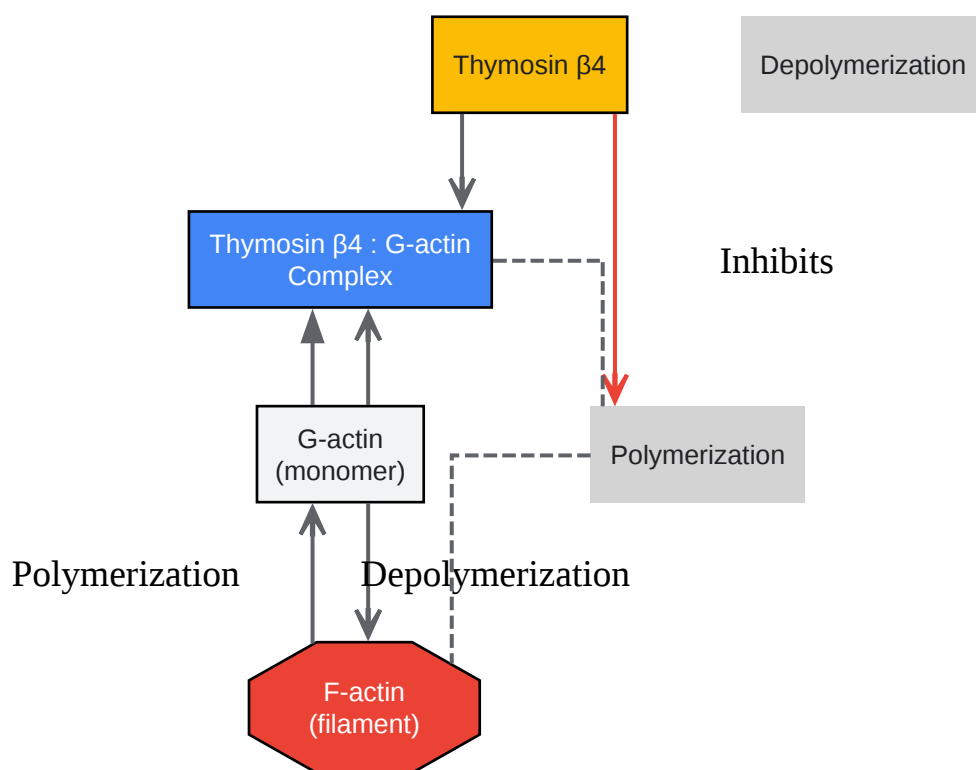 Thymosin β4
Depolymerization
Thymosin β4 : G-actin
Complex
Inhibits
G-actin
(monomer)
Polymerization
Polymerization
Depolymerization
F-actin
(filament)